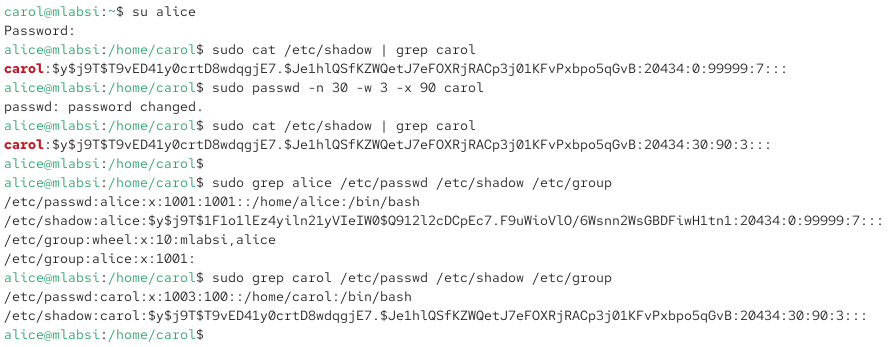 carol@mlabsi:~$ su alice
Password:
alice@mlabsi:/home/carol$ sudo cat /etc/shadow | grep carol
carol:$y$j9T$T9vED41y0crtD8wdqgjE7.$Je1hlQSfKZWQetJ7eFOXRjRACp3j01KFvPxbpo5qGvB:20434:0:99999:7:::
alice@mlabsi:/home/carol$ sudo passwd -n 30 -w 3 -x 90 carol
passwd: password changed.
alice@mlabsi:/home/carol$ sudo cat /etc/shadow | grep carol
carol:$y$j9T$T9vED41y0crtD8wdqgjE7.$Je1hlQSfKZWQetJ7eFOXRjRACp3j01KFvPxbpo5qGvB:20434:30:90:3:::
alice@mlabsi:/home/carol$
alice@mlabsi:/home/carol$ sudo grep alice /etc/passwd /etc/shadow /etc/group
/etc/passwd:alice:x:1001:1001::/home/alice:/bin/bash
/etc/shadow:alice:$y$j9T$1F1o1lEz4yiln21yVIeIW0$Q912l2cDCpEc7.F9uWioVlO/6Wsnn2WsGBDFiwH1tn1:20434:0:99999:7:::
/etc/group:wheel:x:10:mlabsi,alice
/etc/group:alice:x:1001:
alice@mlabsi:/home/carol$ sudo grep carol /etc/passwd /etc/shadow /etc/group
/etc/passwd:carol:x:1003:100::/home/carol:/bin/bash
/etc/shadow:carol:$y$j9T$T9vED41y0crtD8wdqgjE7.$Je1hlQSfKZWQetJ7eFOXRjRACp3j01KFvPxbpo5qGvB:20434:30:90:3:::
alice@mlabsi:/home/carol$